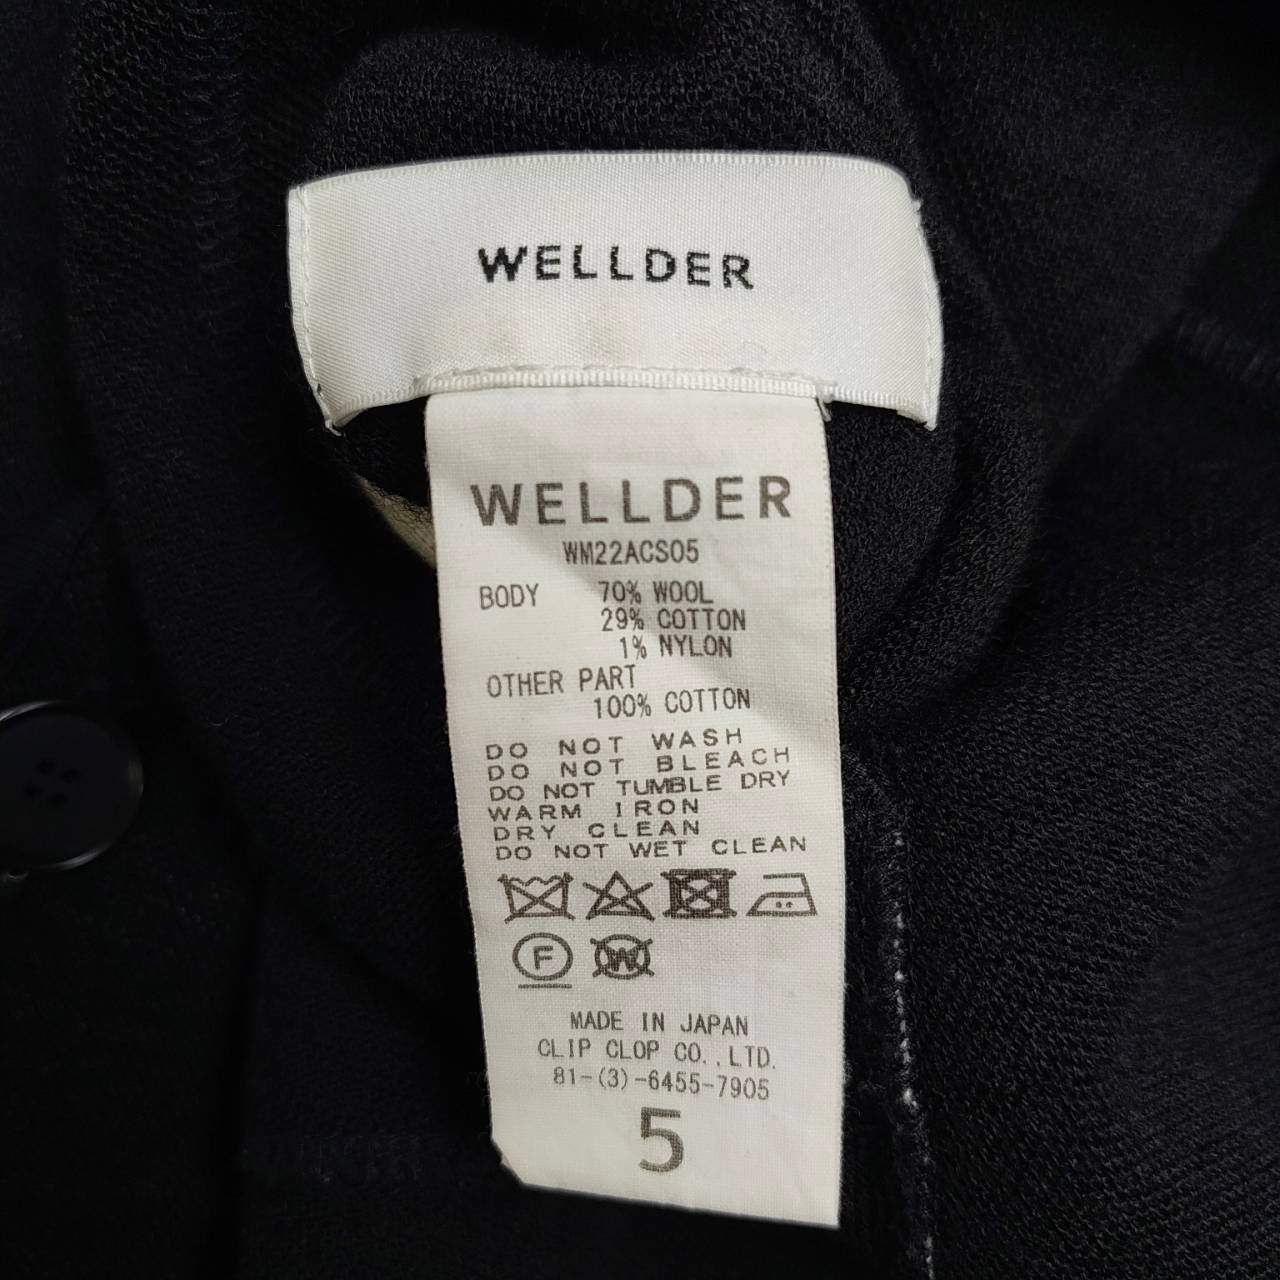 WELLDER
WELLDER
WM22ACS05
BODY 70% WOOL
29% COTTON
1% NYLON
OTHER PART
100% COTTON
DO NOT WASH
DO NOT BLEACH
DO NOT TUMBLE DRY
WARM IRON
DRY CLEAN
DO NOT WET CLEAN
F W
MADE IN JAPAN
CLIP CLOP CO.,LTD.
81-(3)-6455-7905
5